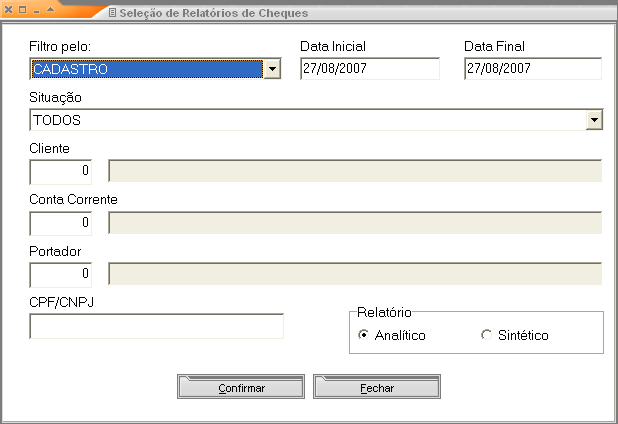 Seleção de Relatórios de Cheques
Filtro pelo: Data Inicial Data Final
CADASTRO 27/08/2007 27/08/2007
Situação
TODOS
Cliente
0
Conta Corrente
0
Portador
0
CPF/CNPJ
Relatório
Analítico Sintético
Confirmar Fechar